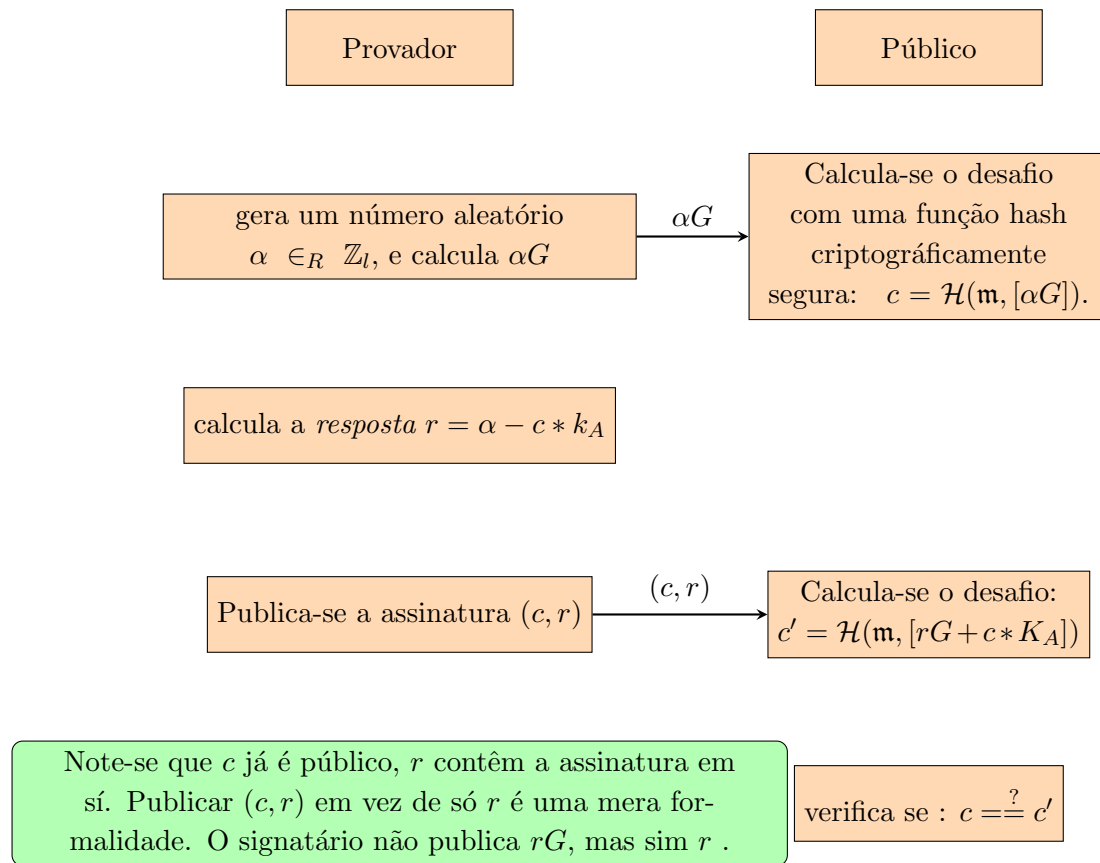 Provador
Público
gera um número aleatório
α ∈_R ℤ_l, e calcula αG
αG
Calcula-se o desafio
com uma função hash
criptográficamente
segura: c = ℋ(𝔪, [αG]).
calcula a resposta r = α − c ∗ k_A
Publica-se a assinatura (c, r)
(c, r)
Calcula-se o desafio:
c′ = ℋ(𝔪, [rG + c ∗ K_A])
Note-se que c já é público, r contêm a assinatura em
sí. Publicar (c, r) em vez de só r é uma mera for-
malidade. O signatário não publica rG, mas sim r .
verifica se : c =?= c′